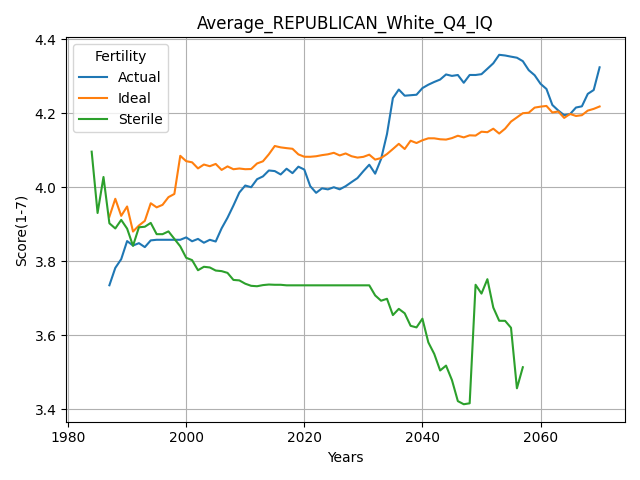 Average_REPUBLICAN_White_Q4_IQ
Fertility
Actual
Ideal
Sterile
Score(1-7)
4.4
4.2
4.0
3.8
3.6
3.4
1980 2000 2020 2040 2060
Years